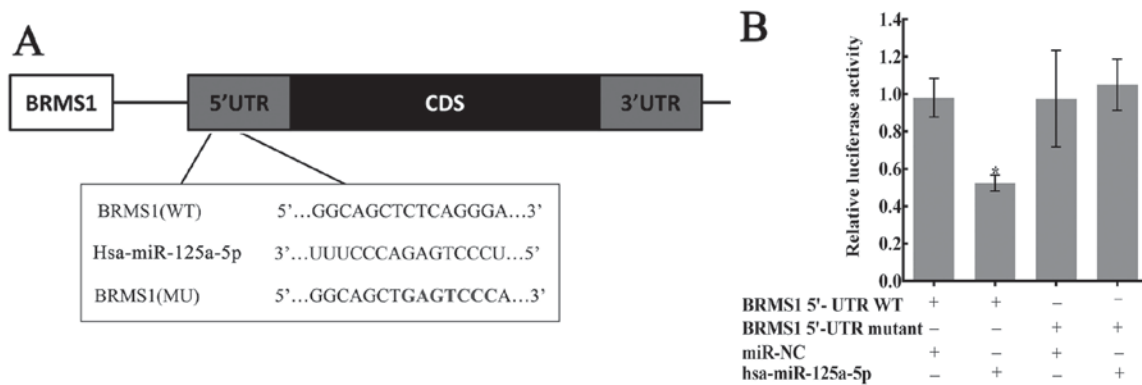 A
BRMS1 5'UTR CDS 3'UTR
BRMS1(WT) 5'…GGCAGCTCTCAGGGA…3'
Hsa-miR-125a-5p 3'…UUUCCCAGAGTCCCU…5'
BRMS1(MU) 5'…GGCAGCTGAGTCCCA…3'
B
Relative luciferase activity
1.4
1.2
1.0
0.8
0.6
0.4
0.2
0.0
*
BRMS1 5'- UTR WT + + – –
BRMS1 5'-UTR mutant – – + +
miR-NC + – + –
hsa-miR-125a-5p – + – +